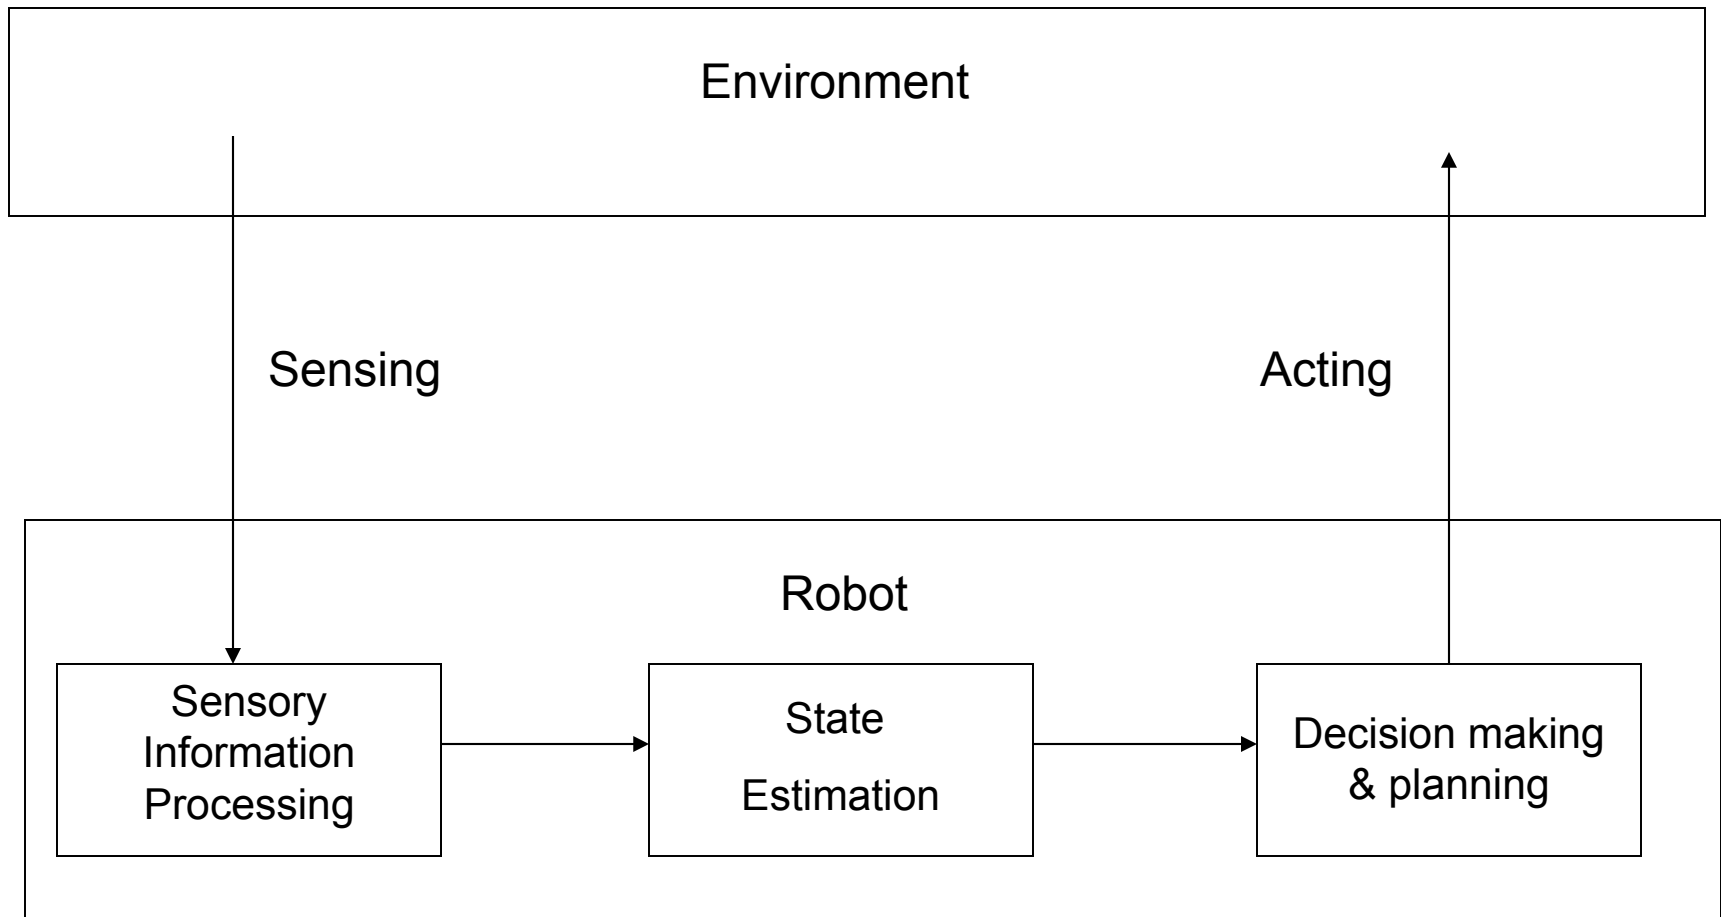 Environment
Sensing
Acting
Robot
Sensory
Information
Processing
State
Estimation
Decision making
& planning